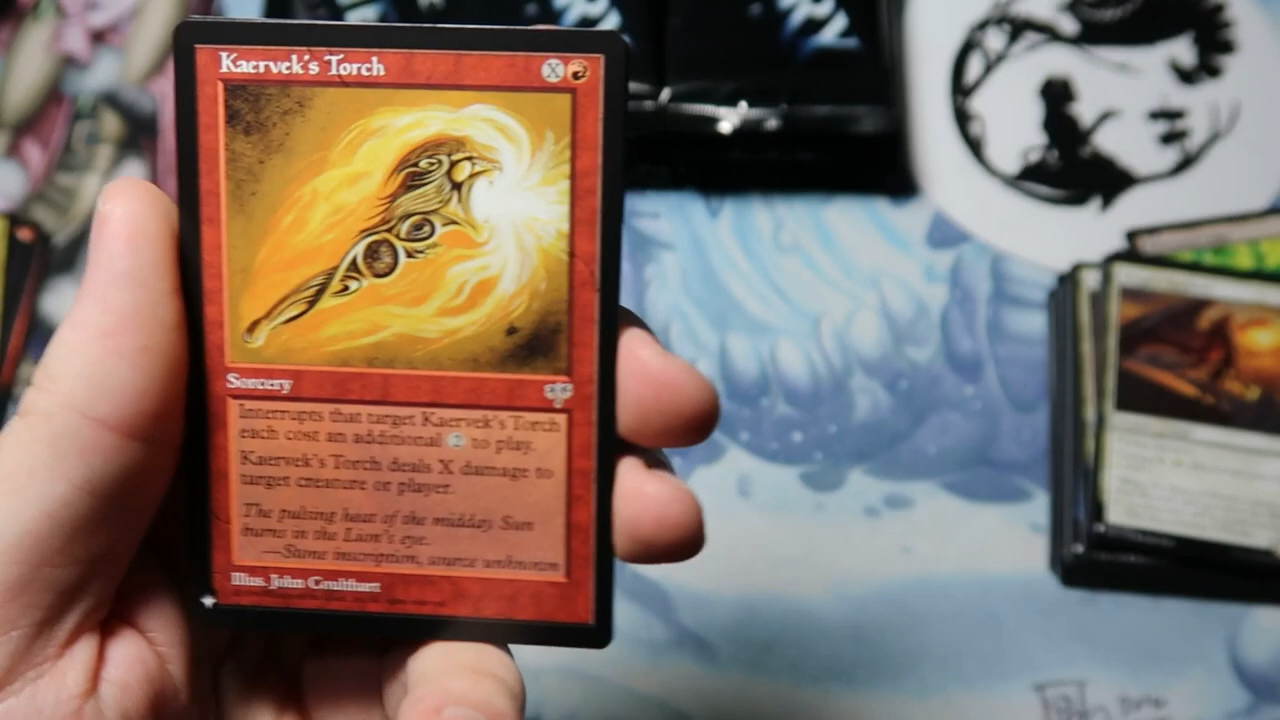 Kaervek's Torch
X
Sorcery
Interrupts that target Kaervek's Torch
each cost an additional 2 to play.
Kaervek's Torch deals X damage to
target creature or player.
The pulsing heat of the midday Sun
burns in the Lion's eye.
—Stone inscription, source unknown
Illus. John Coulthart